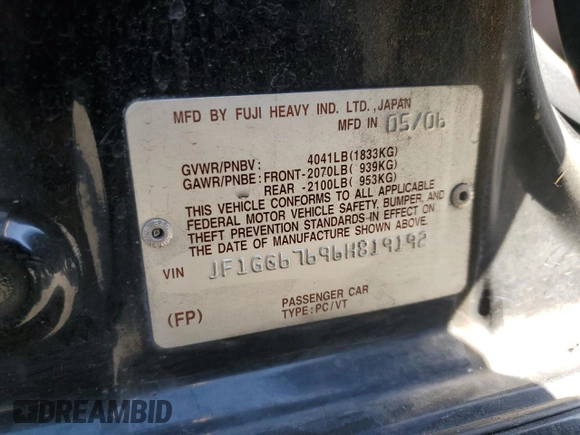 MFD BY FUJI HEAVY IND. LTD., JAPAN
MFD IN 05/06
GVWR/PNBV: 4041LB(1833KG)
GAWR/PNBE: FRONT-2070LB( 939KG)
REAR -2100LB( 953KG)
THIS VEHICLE CONFORMS TO ALL APPLICABLE
FEDERAL MOTOR VEHICLE SAFETY, BUMPER, AND
THEFT PREVENTION STANDARDS IN EFFECT ON
THE DATE OF MANUFACTURE SHOWN ABOVE.
VIN JF1GG67696H819192
PASSENGER CAR
(FP) TYPE: PC/VT
DREAMBID